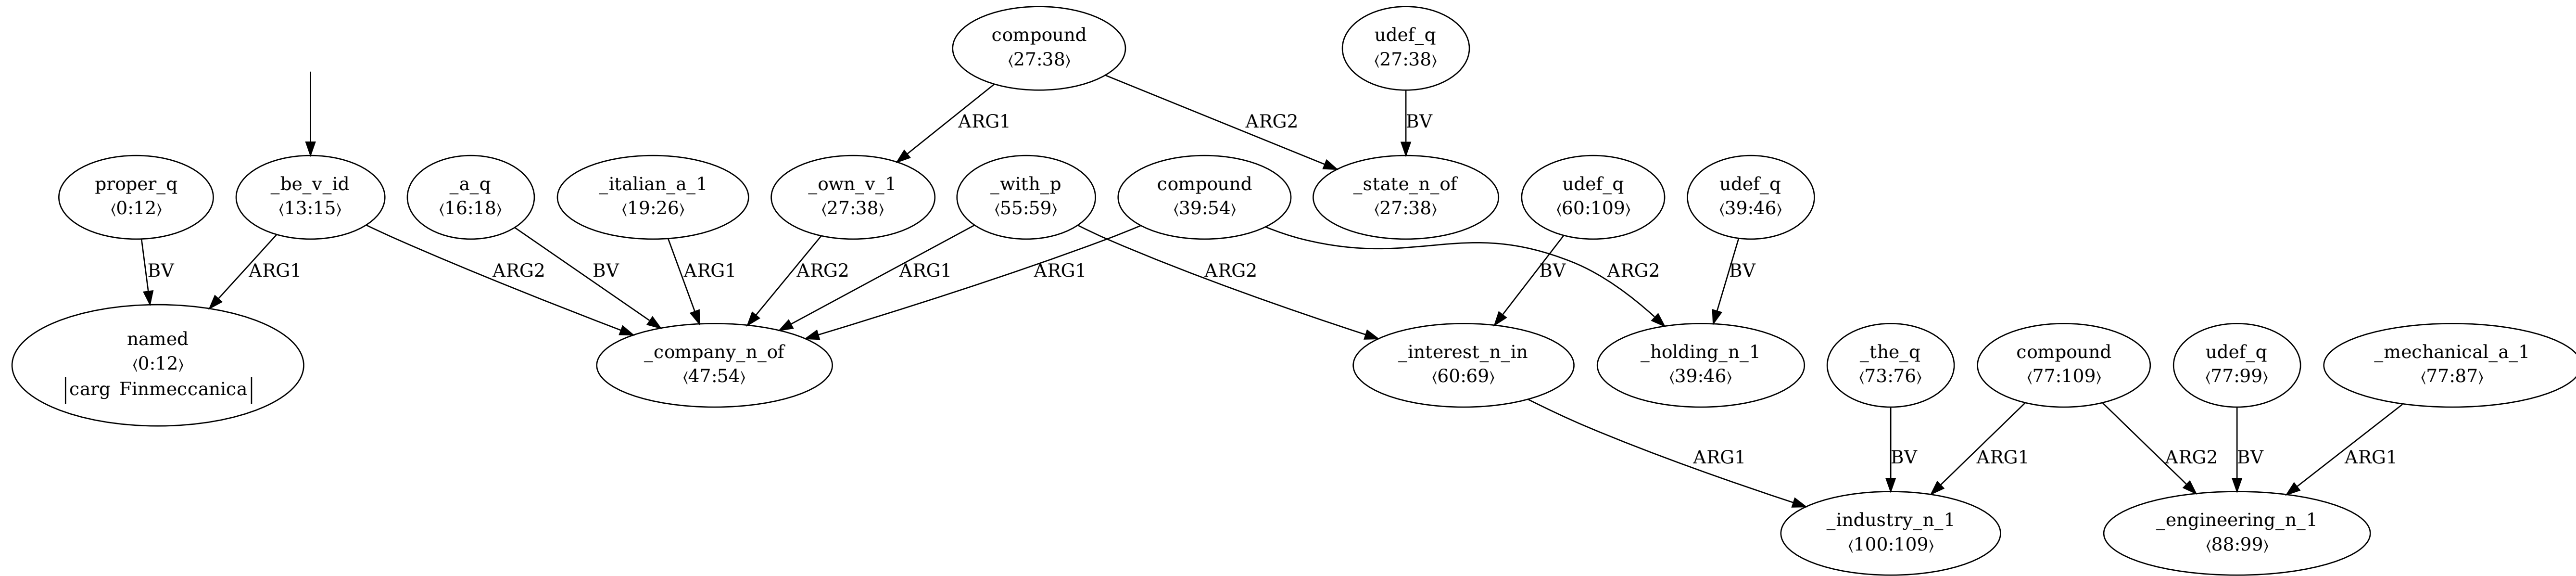 compound
⟨27:38⟩
udef_q
⟨27:38⟩
ARG1
ARG2
BV
proper_q
⟨0:12⟩
_be_v_id
⟨13:15⟩
_a_q
⟨16:18⟩
_italian_a_1
⟨19:26⟩
_own_v_1
⟨27:38⟩
_with_p
⟨55:59⟩
compound
⟨39:54⟩
_state_n_of
⟨27:38⟩
udef_q
⟨60:109⟩
udef_q
⟨39:46⟩
BV
ARG1
ARG2
BV
ARG1
ARG2
ARG1
ARG1
ARG2
BV
ARG2
BV
named
⟨0:12⟩
|carg Finmeccanica|
_company_n_of
⟨47:54⟩
_interest_n_in
⟨60:69⟩
_holding_n_1
⟨39:46⟩
_the_q
⟨73:76⟩
compound
⟨77:109⟩
udef_q
⟨77:99⟩
_mechanical_a_1
⟨77:87⟩
ARG1
BV
ARG1
ARG2
BV
ARG1
_industry_n_1
⟨100:109⟩
_engineering_n_1
⟨88:99⟩